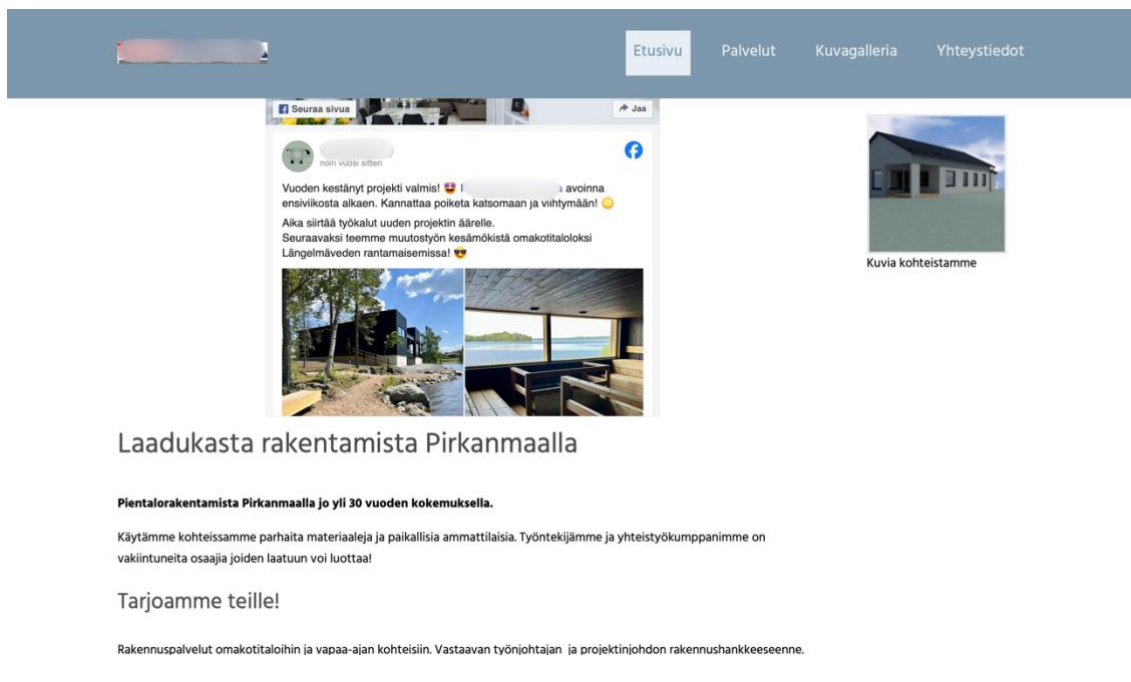 Etusivu
Palvelut
Kuvagalleria
Yhteystiedot
Seuraa sivua
Jaa
noin vuosi sitten
Vuoden kestänyt projekti valmis! 🤩 avoinna
ensiviikosta alkaen. Kannattaa poiketa katsomaan ja viihtymään! 😊
Aika siirtää työkalut uuden projektin äärelle.
Seuraavaksi teemme muutostyön kesämökistä omakotitaloloksi
Längelmäveden rantamaisemissa! 😎
Kuvia kohteistamme
Laadukasta rakentamista Pirkanmaalla
Pientalorakentamista Pirkanmaalla jo yli 30 vuoden kokemuksella.
Käytämme kohteissamme parhaita materiaaleja ja paikallisia ammattilaisia. Työntekijämme ja yhteistyökumppanimme on
vakiintuneita osaajia joiden laatuun voi luottaa!
Tarjoamme teille!
Rakennuspalvelut omakotitaloihin ja vapaa-ajan kohteisiin. Vastaavan työnjohtajan ja projektinjohdon rakennushankkeeseenne.